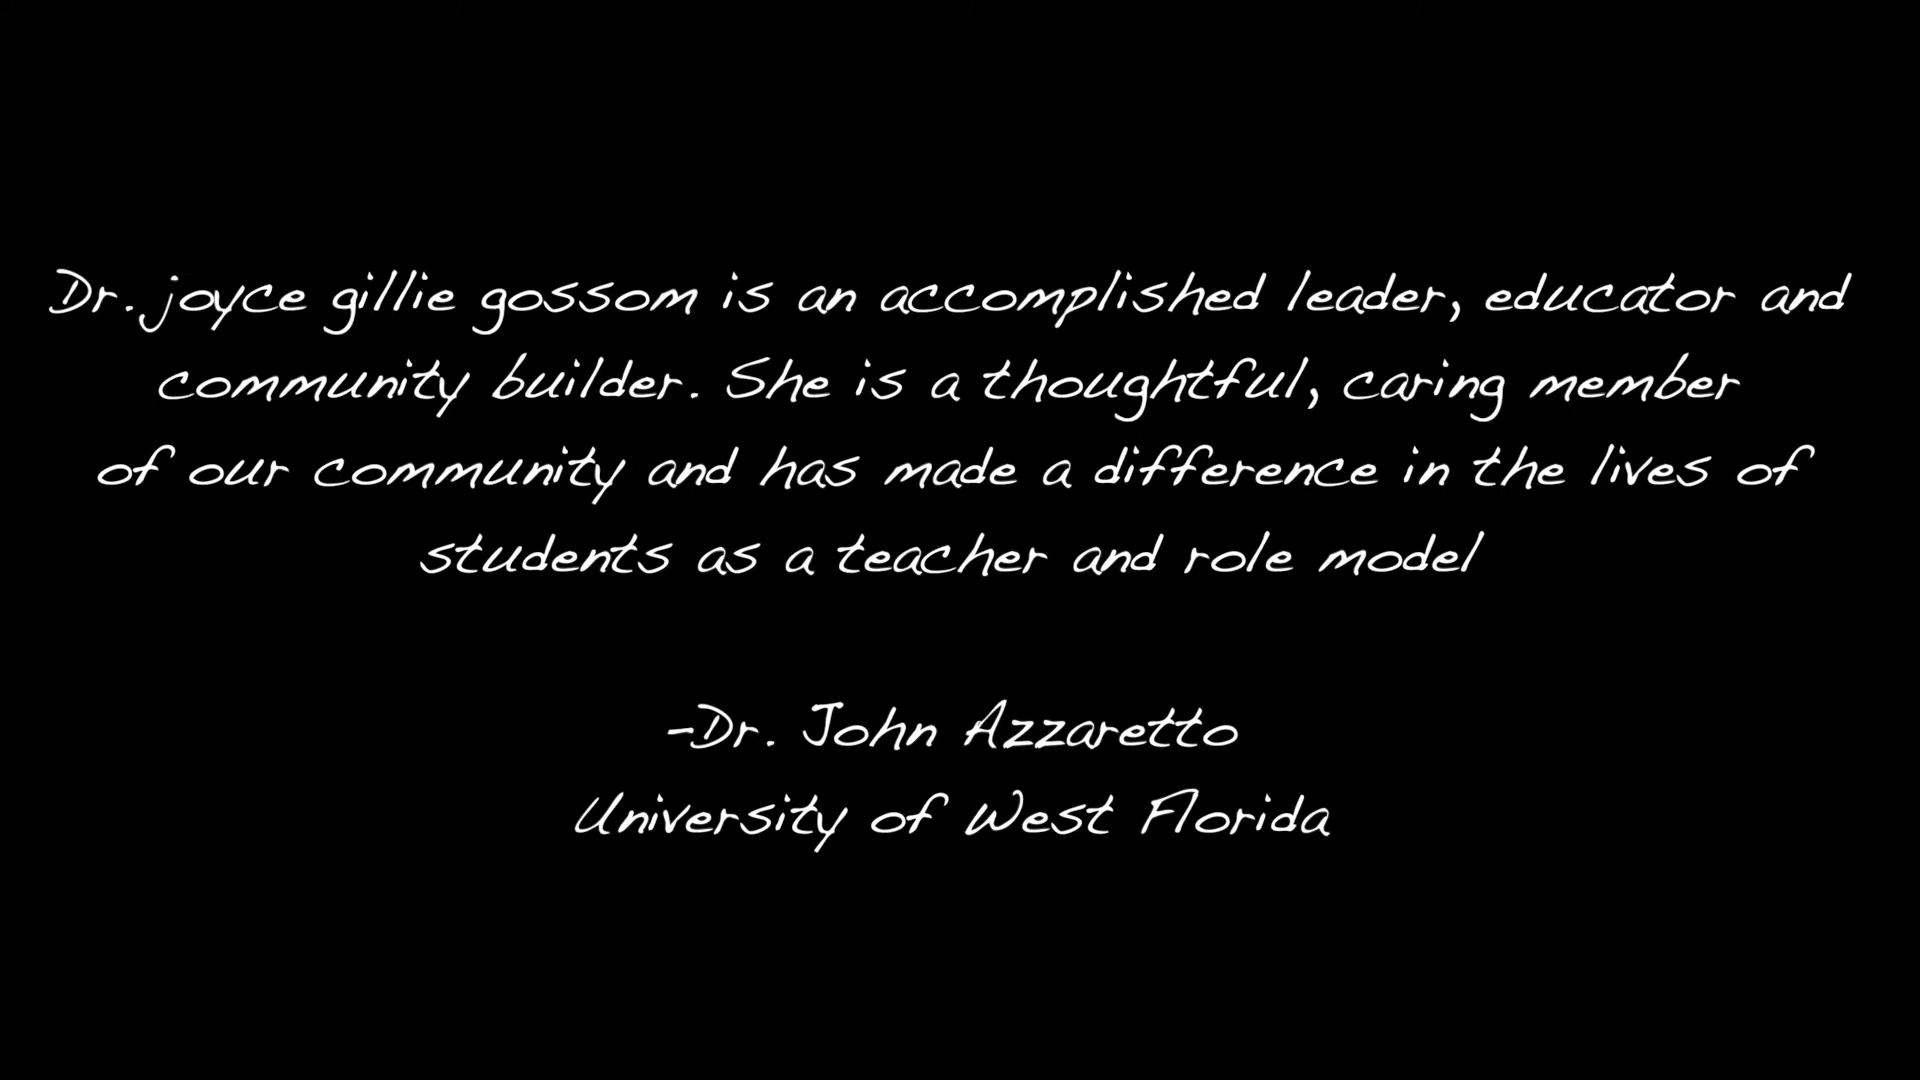 Dr. joyce gillie gossom is an accomplished leader, educator and
community builder. She is a thoughtful, caring member
of our community and has made a difference in the lives of
students as a teacher and role model
-Dr. John Azzaretto
University of West Florida